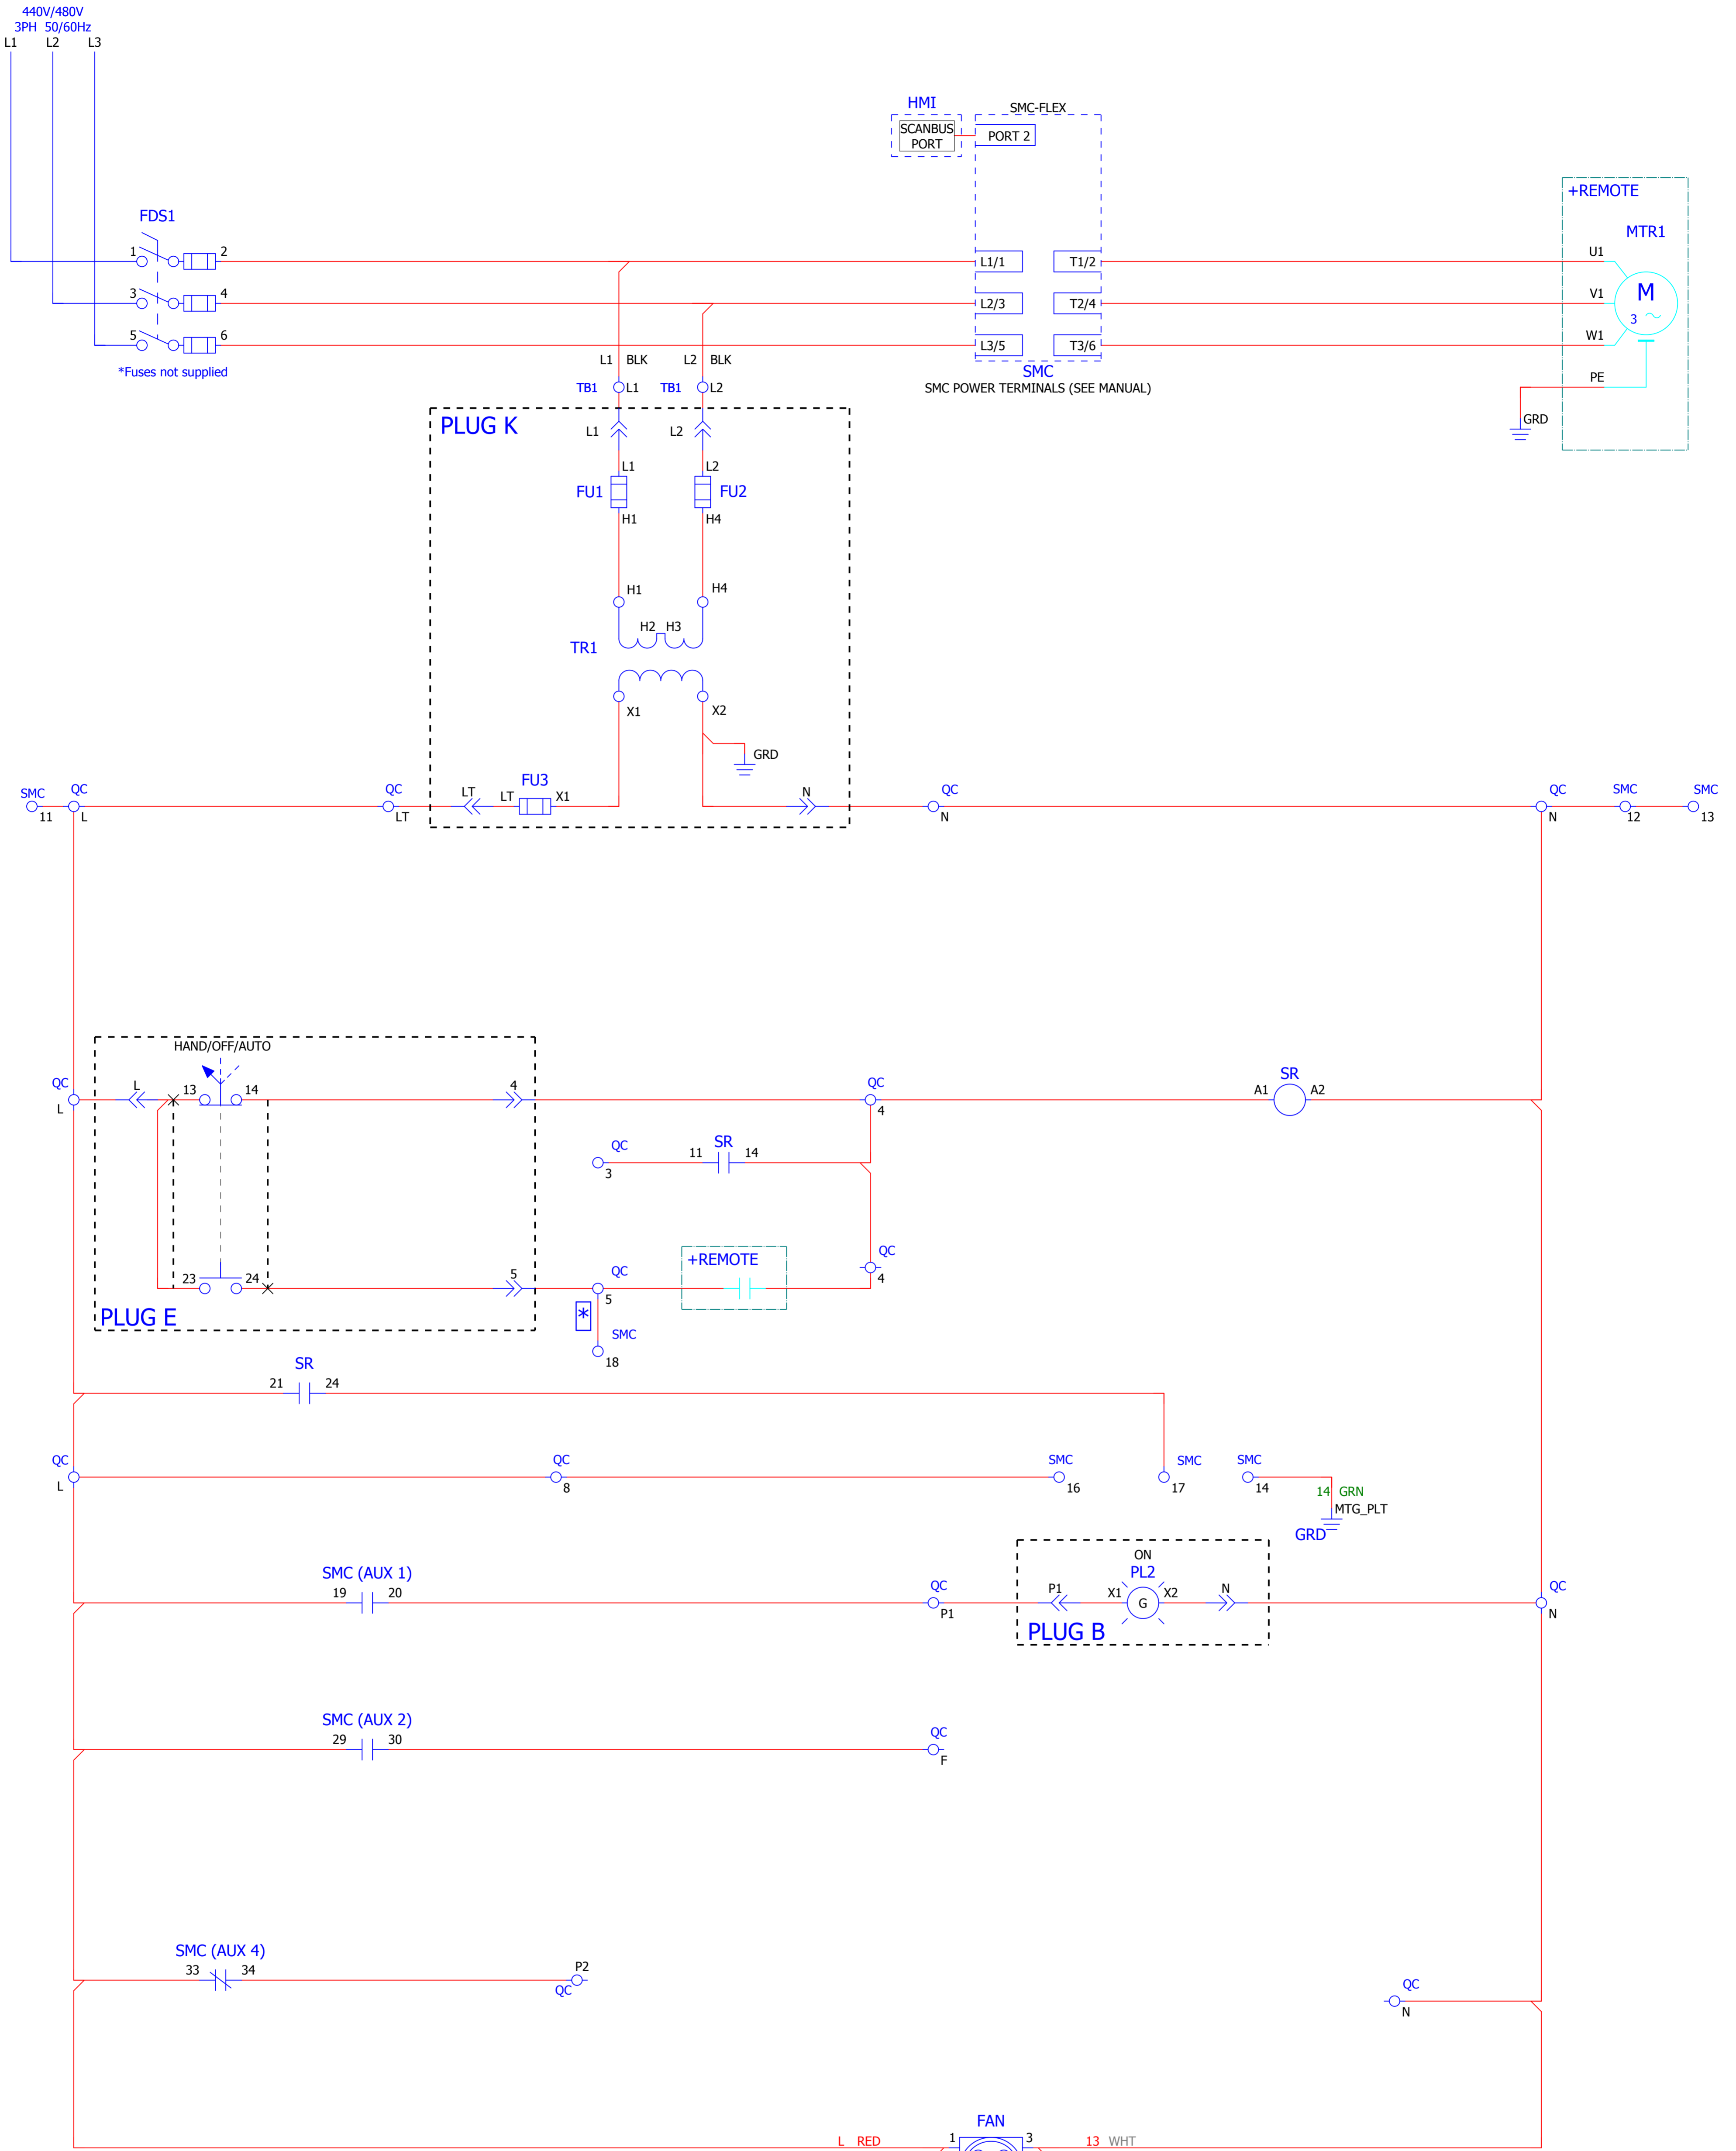 440V/480V
3PH 50/60Hz
L1 L2 L3
HMI
SMC-FLEX
SCANBUS
PORT
PORT 2
+REMOTE
FDS1
MTR1
1 2
L1/1 T1/2
U1
3 4
L2/3 T2/4
V1
M
3
5 6
L3/5 T3/6
W1
*Fuses not supplied
L1 BLK L2 BLK
SMC
SMC POWER TERMINALS (SEE MANUAL)
PE
TB1 L1 TB1 L2
GRD
PLUG K
L1 L2
L1 L2
FU1 FU2
H1 H4
H1 H4
H2 H3
TR1
X1 X2
GRD
FU3
SMC QC QC LT LT X1 N QC QC SMC SMC
11 L LT N N 12 13
HAND/OFF/AUTO
QC L 13 14 4 QC SR
L 4 A1 A2
QC 11 SR 14
3
+REMOTE
QC
4
23 24 5 QC
5
PLUG E
*
SMC
18
SR
21 24
QC QC SMC SMC SMC
L 8 16 17 14
14 GRN
MTG_PLT
GRD
ON
PL2
SMC (AUX 1)
19 20 QC P1 X1 G X2 N QC
P1 N
PLUG B
SMC (AUX 2)
29 30 QC
F
SMC (AUX 4)
33 34 P2
QC
QC
N
FAN
L RED 1 3 13 WHT